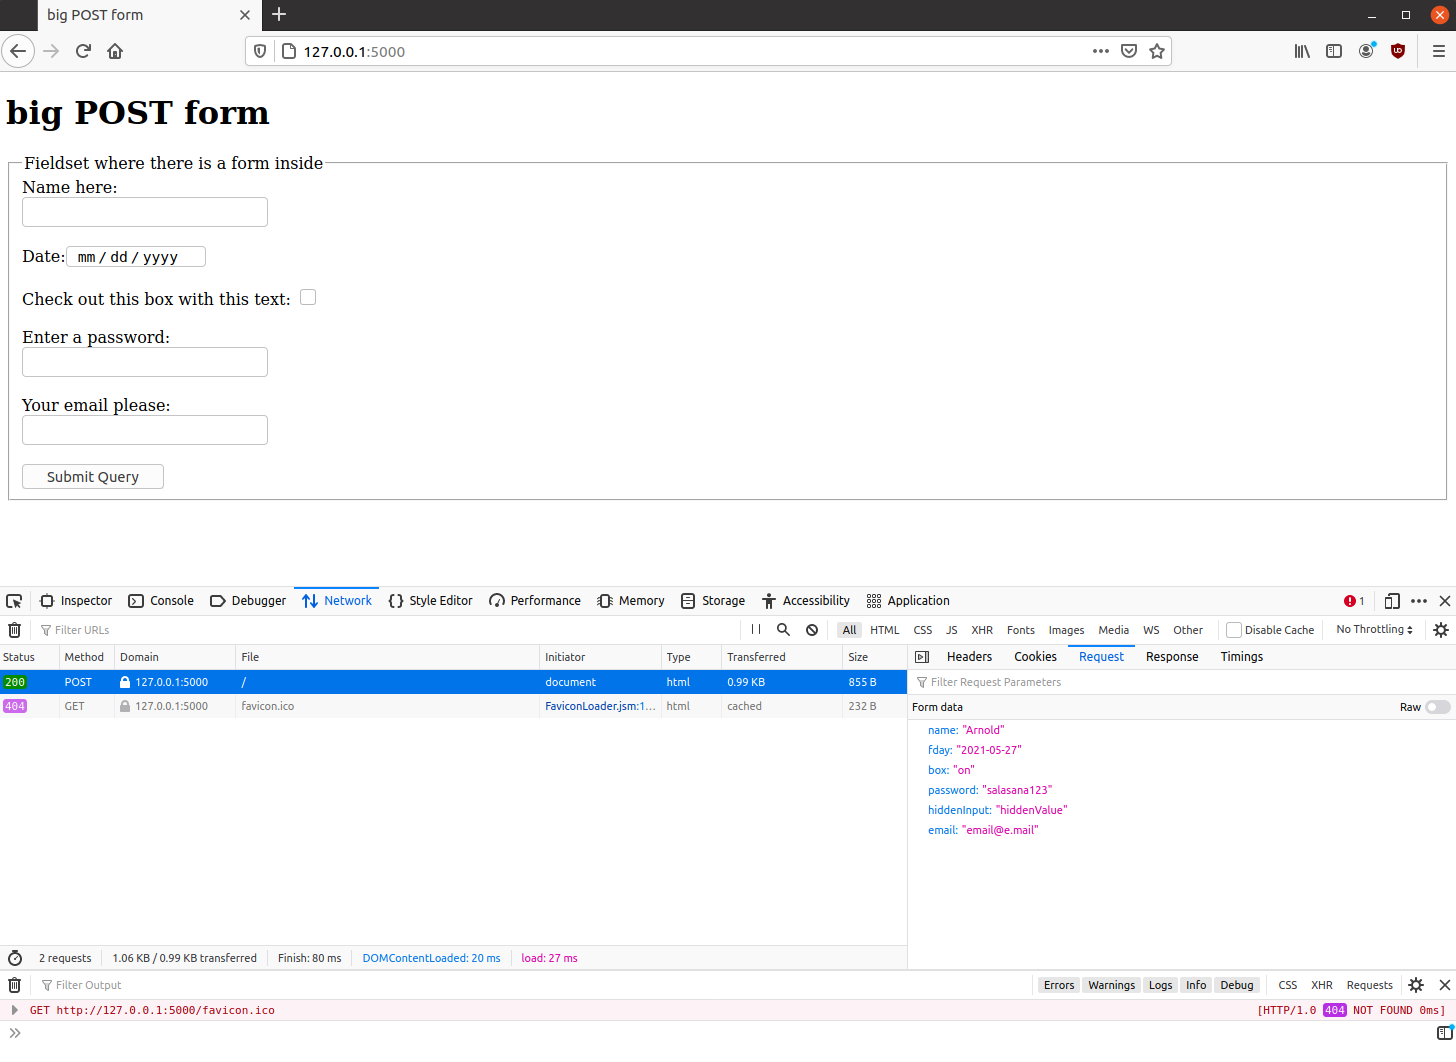 big POST form
127.0.0.1:5000
big POST form
Fieldset where there is a form inside
Name here:
Date: mm / dd / yyyy
Check out this box with this text:
Enter a password:
Your email please:
Submit Query
Inspector Console Debugger Network Style Editor Performance Memory Storage Accessibility Application 1
Filter URLs All HTML CSS JS XHR Fonts Images Media WS Other Disable Cache No Throttling
Status Method Domain File Initiator Type Transferred Size Headers Cookies Request Response Timings
200 POST 127.0.0.1:5000 / document html 0.99 KB 855 B
404 GET 127.0.0.1:5000 favicon.ico FaviconLoader.jsm:1… html cached 232 B
Filter Request Parameters
Form data Raw
name: "Arnold"
fday: "2021-05-27"
box: "on"
password: "salasana123"
hiddenInput: "hiddenValue"
email: "email@e.mail"
2 requests 1.06 KB / 0.99 KB transferred Finish: 80 ms DOMContentLoaded: 20 ms load: 27 ms
Filter Output Errors Warnings Logs Info Debug CSS XHR Requests
GET http://127.0.0.1:5000/favicon.ico [HTTP/1.0 404 NOT FOUND 0ms]